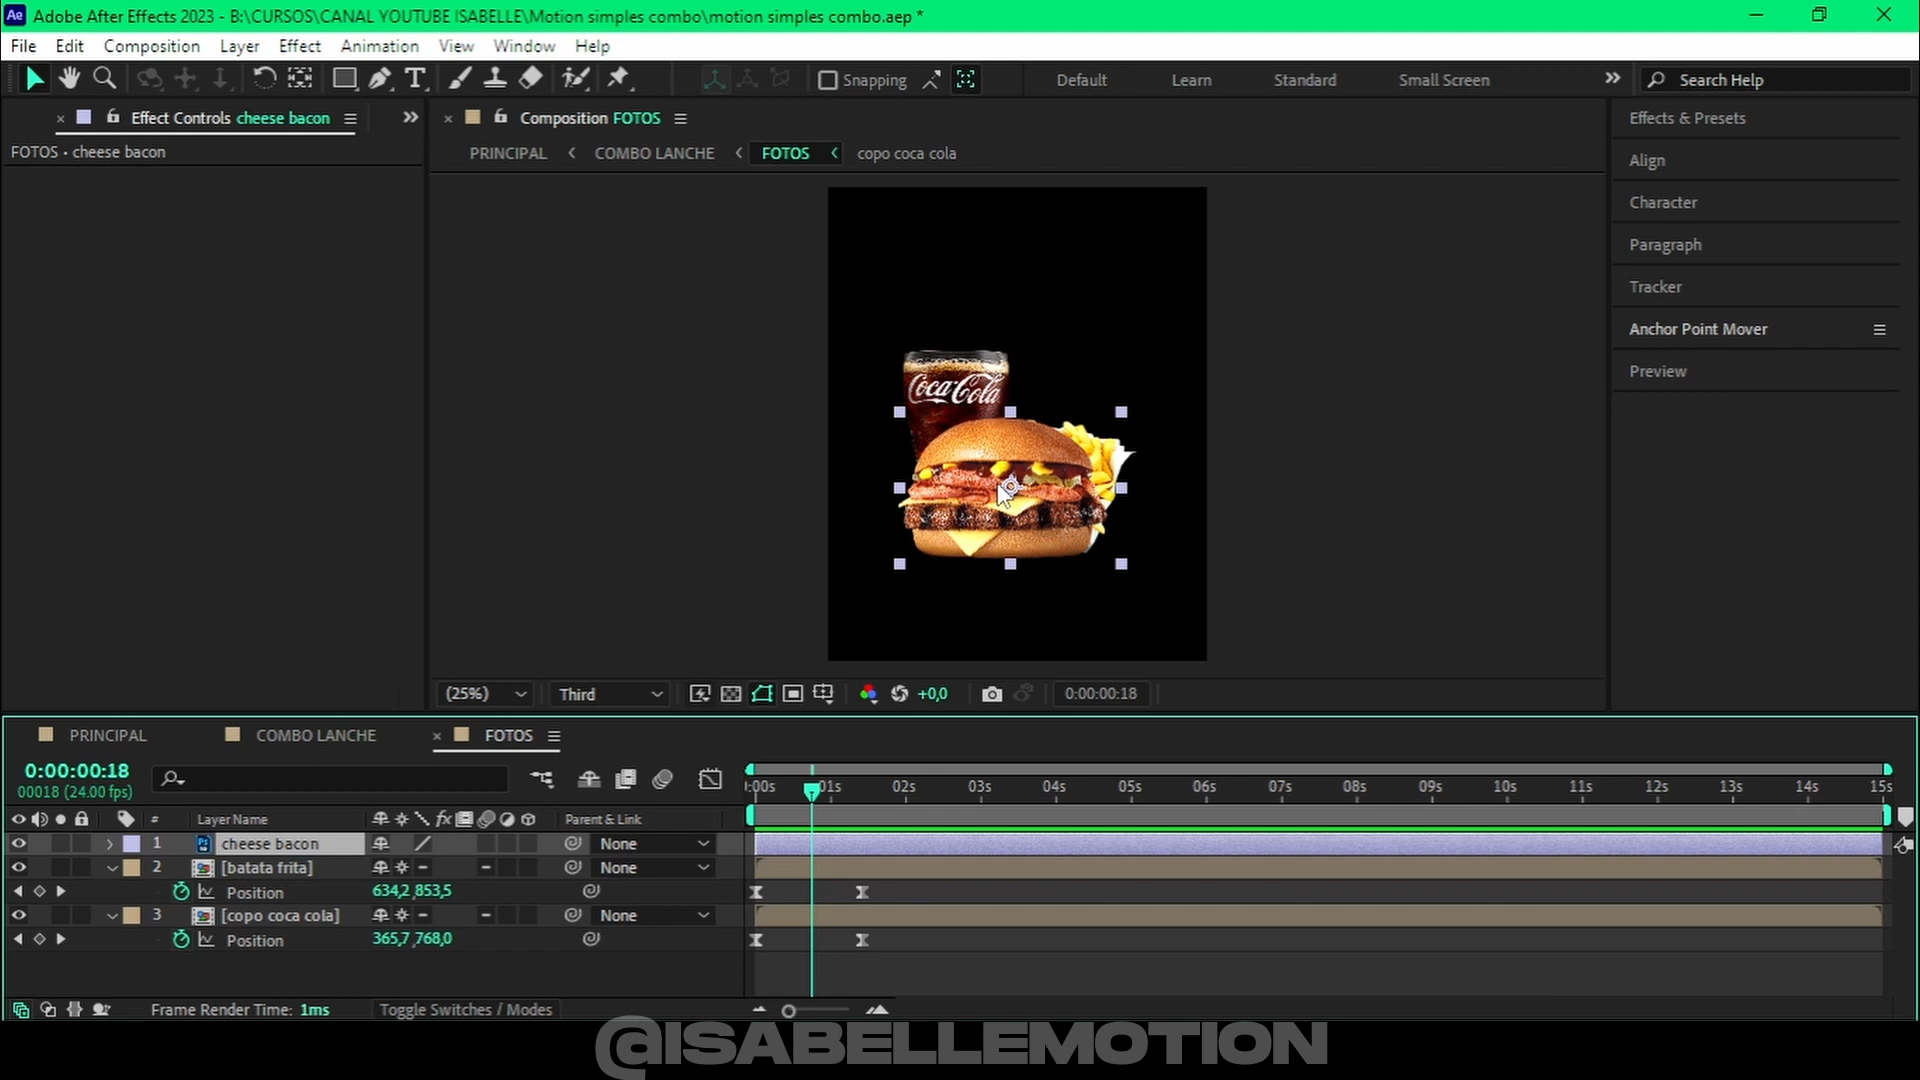 Ae Adobe After Effects 2023 - B:\CURSOS\CANAL YOUTUBE ISABELLE\Motion simples combo\motion simples combo.aep *
File Edit Composition Layer Effect Animation View Window Help
T Snapping Default Learn Standard Small Screen Search Help
Effect Controls cheese bacon
Composition FOTOS
FOTOS • cheese bacon
PRINCIPAL COMBO LANCHE FOTOS copo coca cola
Effects & Presets
Align
Character
Paragraph
Tracker
Anchor Point Mover
Preview
Coca-Cola
(25%) Third +0,0 0:00:00:18
PRINCIPAL COMBO LANCHE FOTOS
0:00:00:18
00018 (24.00 fps)
:00s 01s 02s 03s 04s 05s 06s 07s 08s 09s 10s 11s 12s 13s 14s 15s
# Layer Name fx Parent & Link
1 Ps cheese bacon None
2 [batata frita] None
Position 634,2 ,853,5
3 [copo coca cola] None
Position 365,7 ,768,0
Frame Render Time: 1ms Toggle Switches / Modes
@ISABELLEMOTION